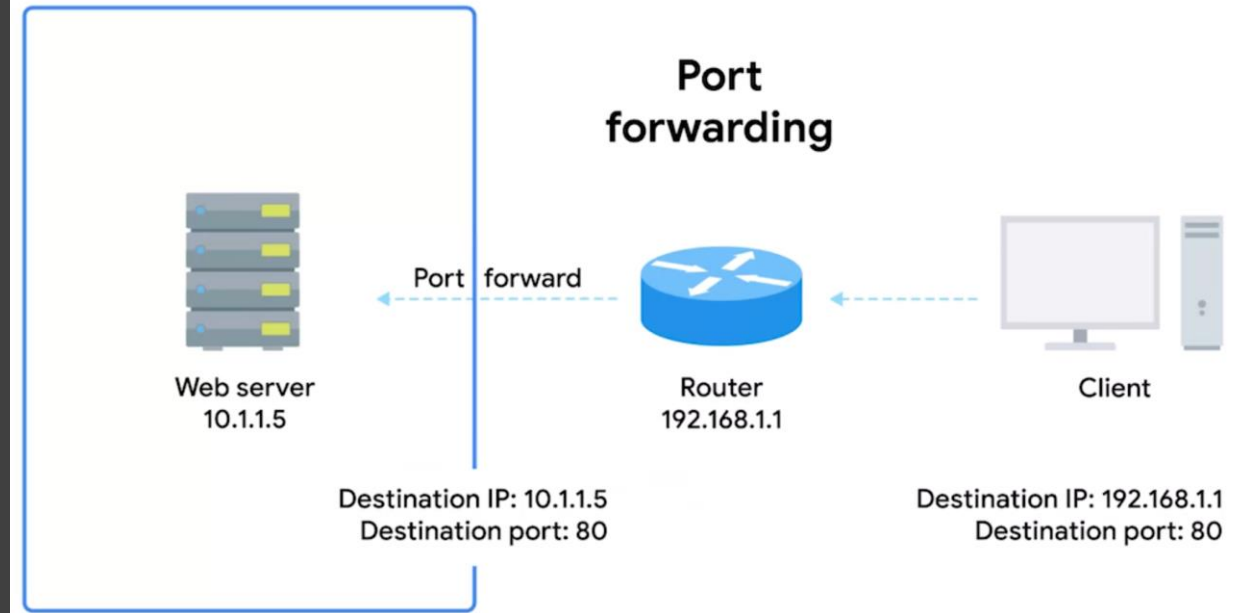 Port
forwarding
Port forward
Web server
10.1.1.5
Router
192.168.1.1
Client
Destination IP: 10.1.1.5
Destination port: 80
Destination IP: 192.168.1.1
Destination port: 80